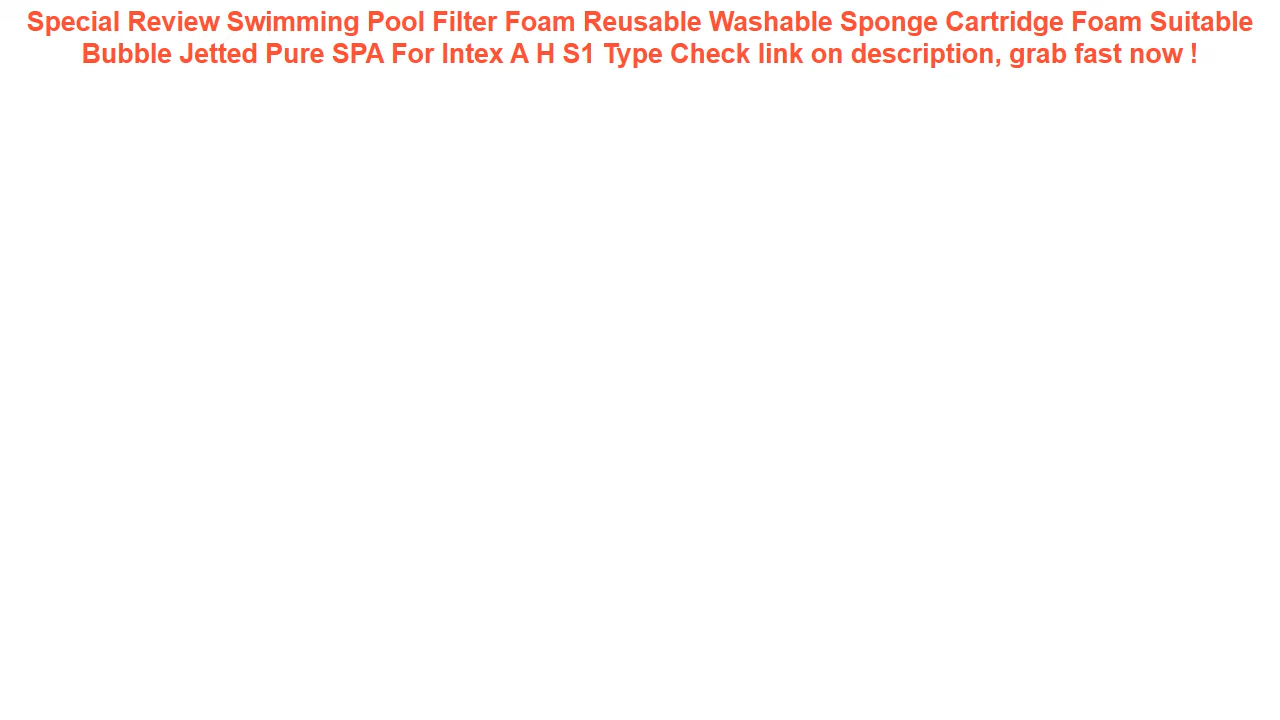 Special Review Swimming Pool Filter Foam Reusable Washable Sponge Cartridge Foam Suitable
Bubble Jetted Pure SPA For Intex A H S1 Type Check link on description, grab fast now !